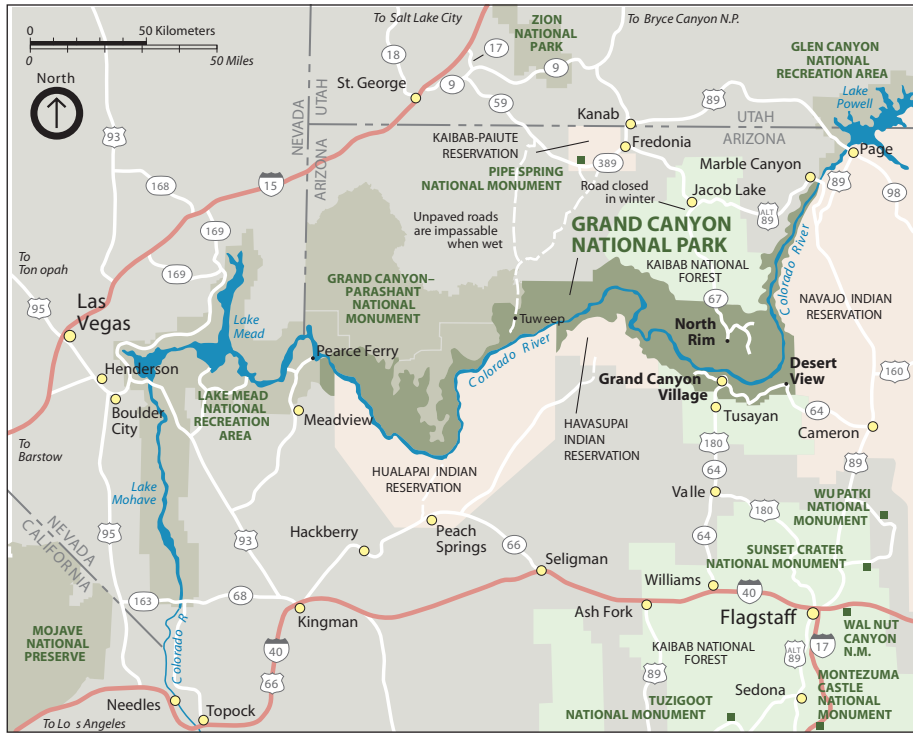 0 50 Kilometers
0 50 Miles
North
To Salt Lake City
To Bryce Canyon N.P.
ZION
NATIONAL
PARK
GLEN CANYON
NATIONAL
RECREATION AREA
Lake
Powell
18
17
9
9
59
St. George
Kanab
89
UTAH
ARIZONA
NEVADA
UTAH
ARIZONA
93
KAIBAB-PAIUTE
RESERVATION
Fredonia
389
PIPE SPRING
NATIONAL MONUMENT
Marble Canyon
Page
89
98
Road closed
in winter
Jacob Lake
ALT
89
15
168
169
169
Unpaved roads
are impassable
when wet
GRAND CANYON
NATIONAL PARK
KAIBAB NATIONAL
FOREST
67
Colorado River
NAVAJO INDIAN
RESERVATION
To
Ton opah
95
Las
Vegas
Lake
Mead
GRAND CANYON–
PARASHANT
NATIONAL
MONUMENT
Tuweep
Colorado River
North
Rim
160
Pearce Ferry
Henderson
Boulder
City
LAKE MEAD
NATIONAL
RECREATION
AREA
Meadview
Grand Canyon
Village
Desert
View
Tusayan
64
Cameron
To
Barstow
HAVASUPAI
INDIAN
RESERVATION
HUALAPAI INDIAN
RESERVATION
180
64
89
Lake
Mohave
Valle
180
WU PATKI
NATIONAL
MONUMENT
NEVADA
CALIFORNIA
95
93
Hackberry
Peach
Springs
66
Seligman
64
SUNSET CRATER
NATIONAL MONUMENT
163
68
Kingman
Williams
40
Ash Fork
Flagstaff
MOJAVE
NATIONAL
PRESERVE
Colorado R
40
66
KAIBAB NATIONAL
FOREST
89
ALT
89
17
WAL NUT
CANYON
N.M.
Needles
Topock
To Lo s Angeles
Sedona
TUZIGOOT
NATIONAL MONUMENT
MONTEZUMA
CASTLE
NATIONAL
MONUMENT